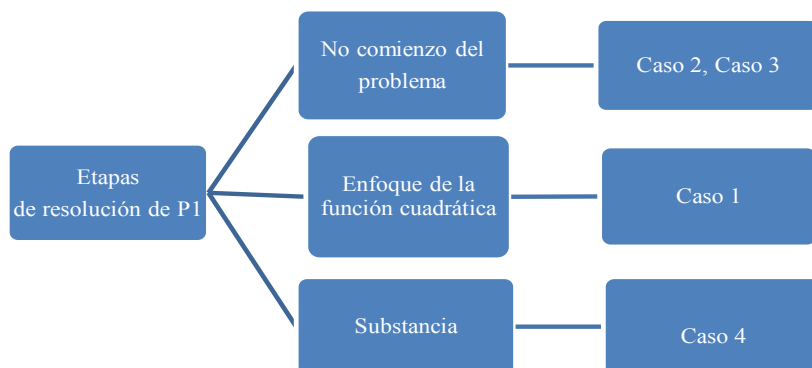 Etapas
de resolución de P1
No comienzo del
problema
Caso 2, Caso 3
Enfoque de la
función cuadrática
Caso 1
Substancia
Caso 4